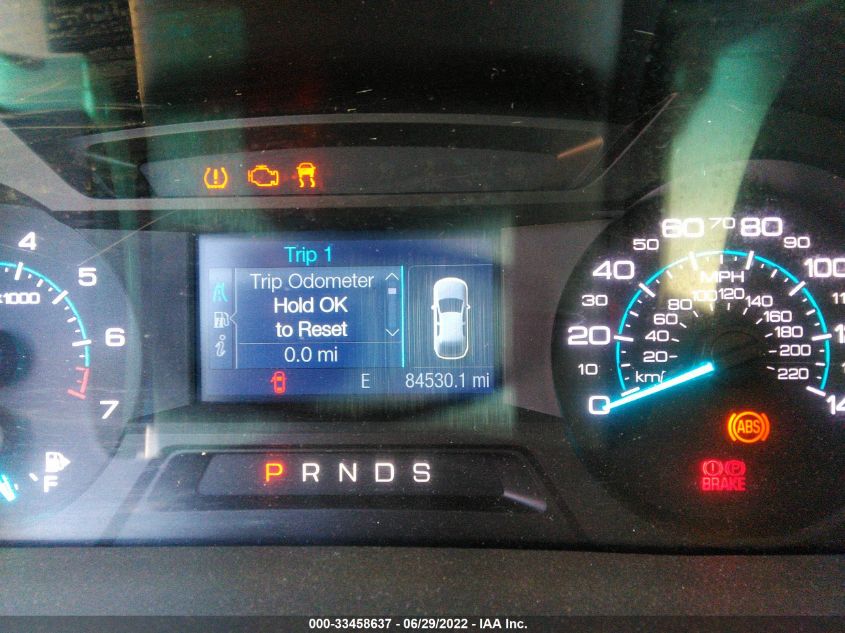 Trip 1
Trip Odometer
Hold OK
to Reset
0.0 mi
E 84530.1 mi
P R N D S
4
5
x1000
6
7
F
0 10 20 30 40 50 60 70 80 90 100
MPH
20 40 60 80 100 120 140 160 180 200 220
km/
ABS
BRAKE
000-33458637 - 06/29/2022 - IAA Inc.